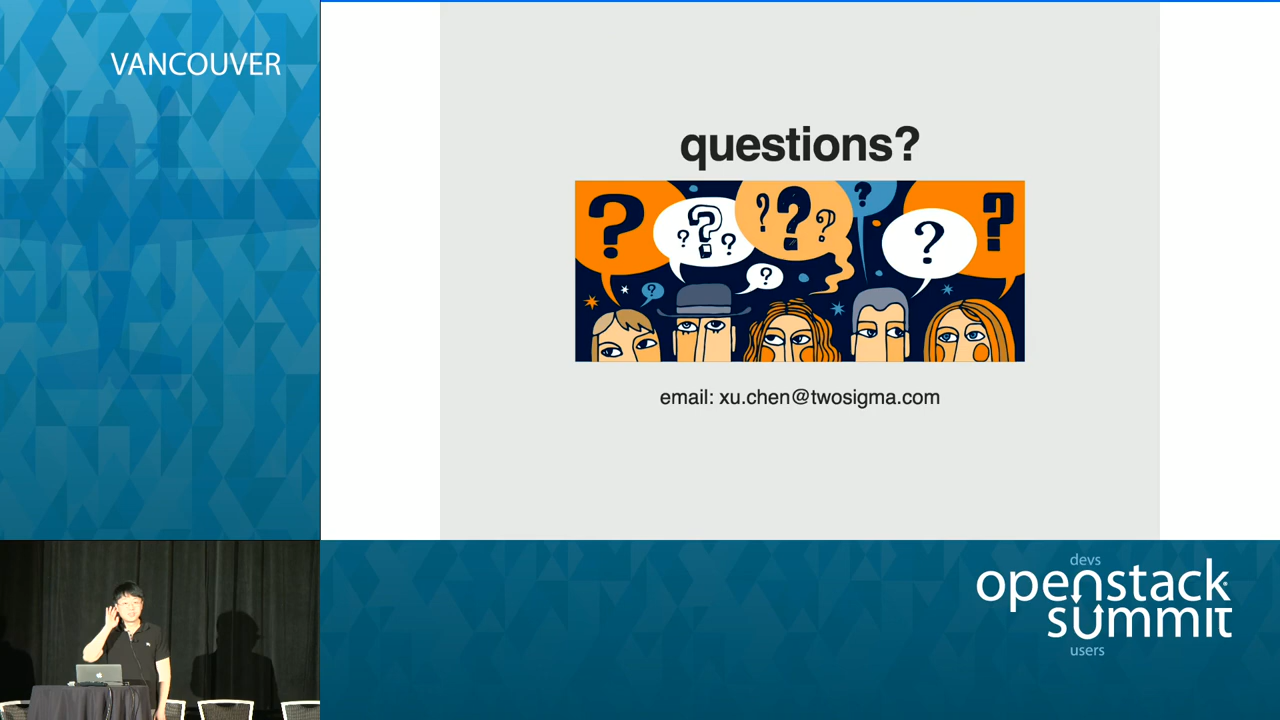 VANCOUVER
questions?
email: xu.chen@twosigma.com
devs
openstack
summit
users